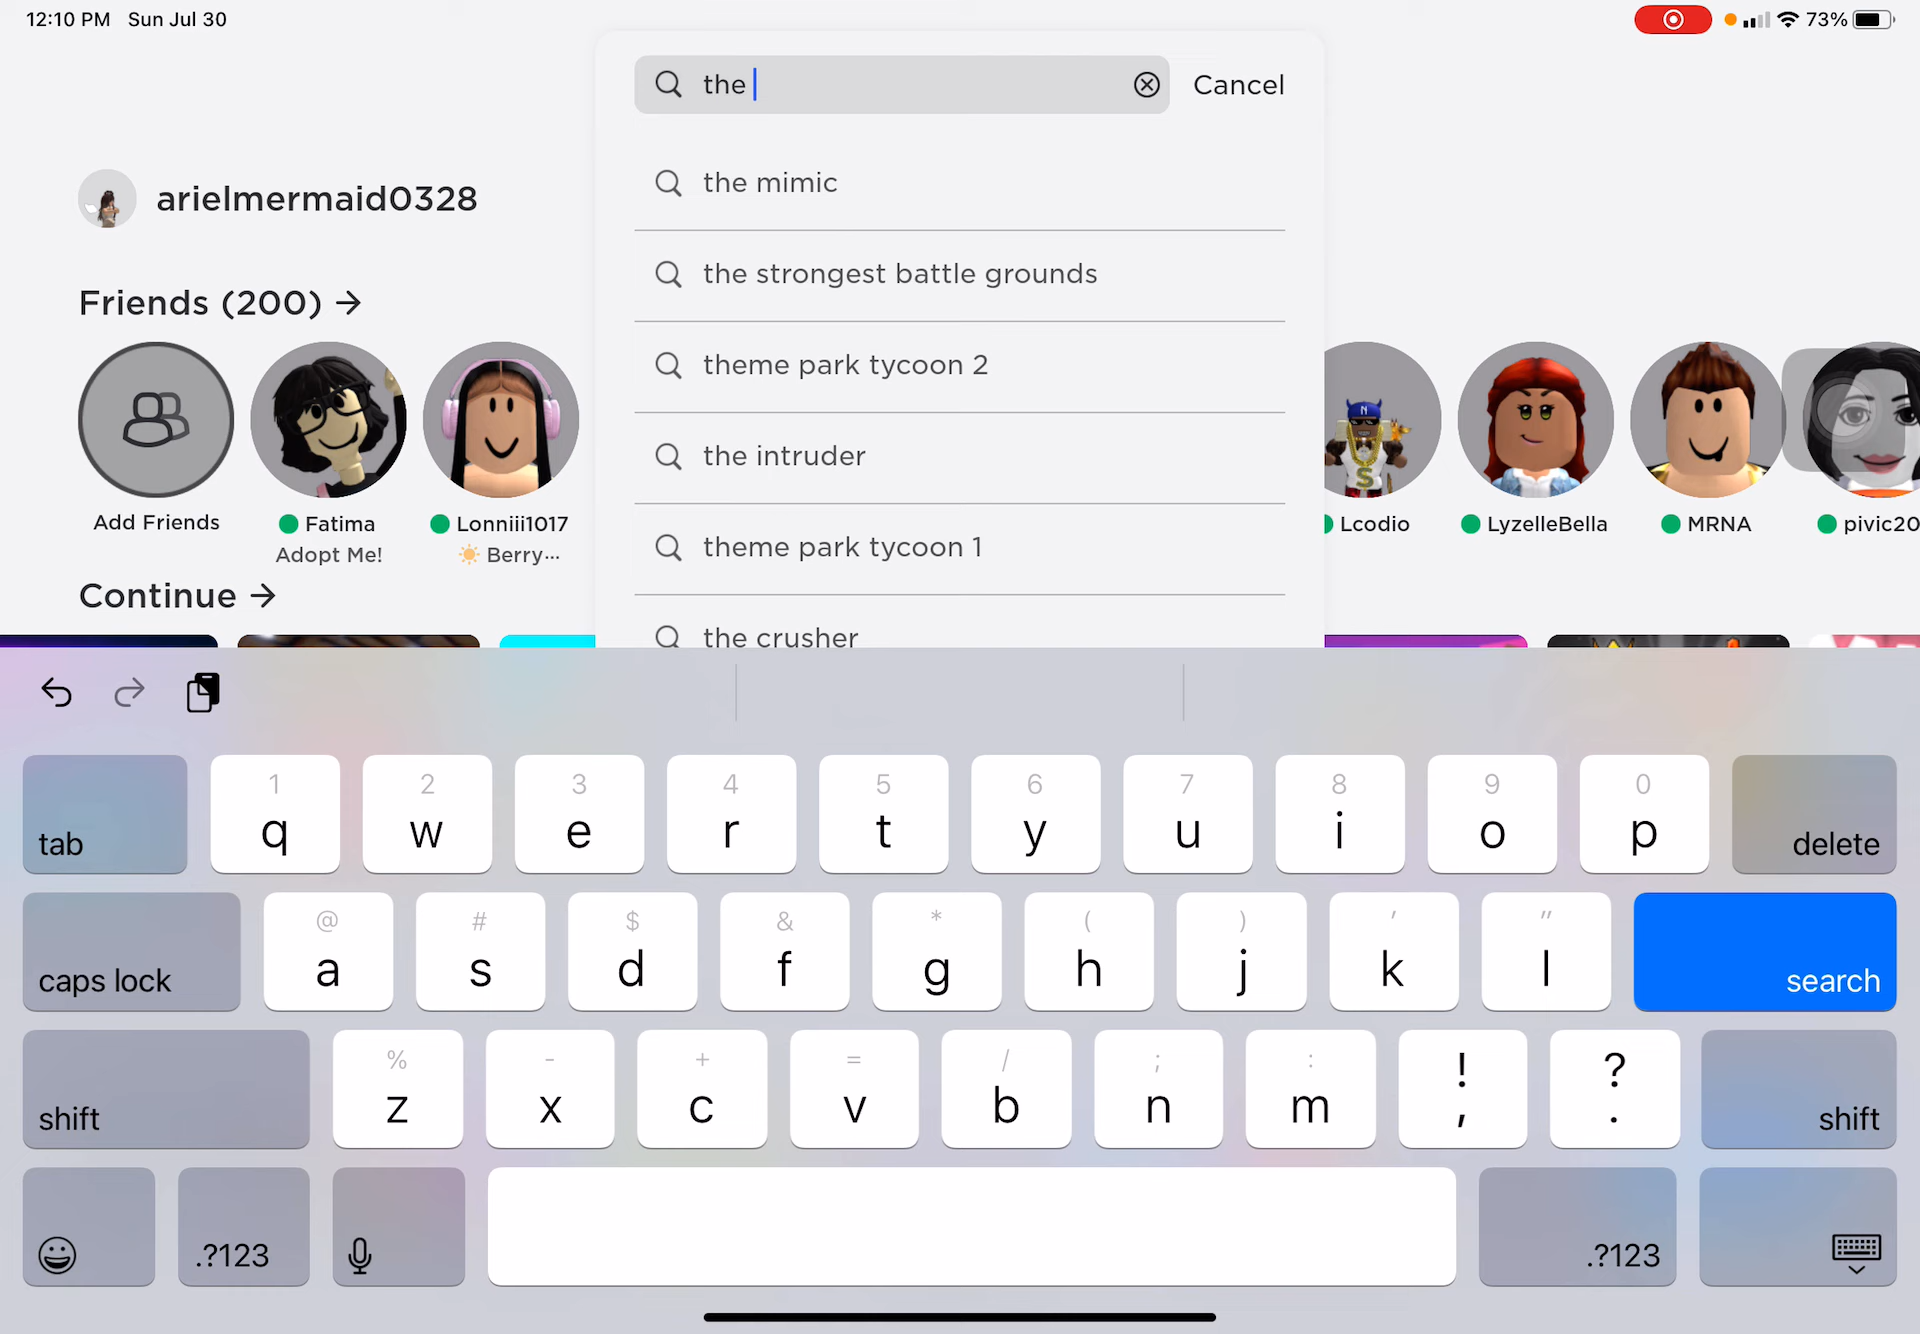 12:10 PM Sun Jul 30
73%
the
Cancel
the mimic
the strongest battle grounds
theme park tycoon 2
the intruder
theme park tycoon 1
the crusher
arielmermaid0328
Friends (200) →
Add Friends
Fatima
Adopt Me!
Lonniii1017
Berry...
Lcodio
LyzelleBella
MRNA
pivic20
Continue →
tab
1 2 3 4 5 6 7 8 9 0
q w e r t y u i o p
delete
@ # $ & * ( ) ' "
caps lock
a s d f g h j k l
search
% - + = / ; : ! ?
shift
z x c v b n m , .
shift
.?123
.?123